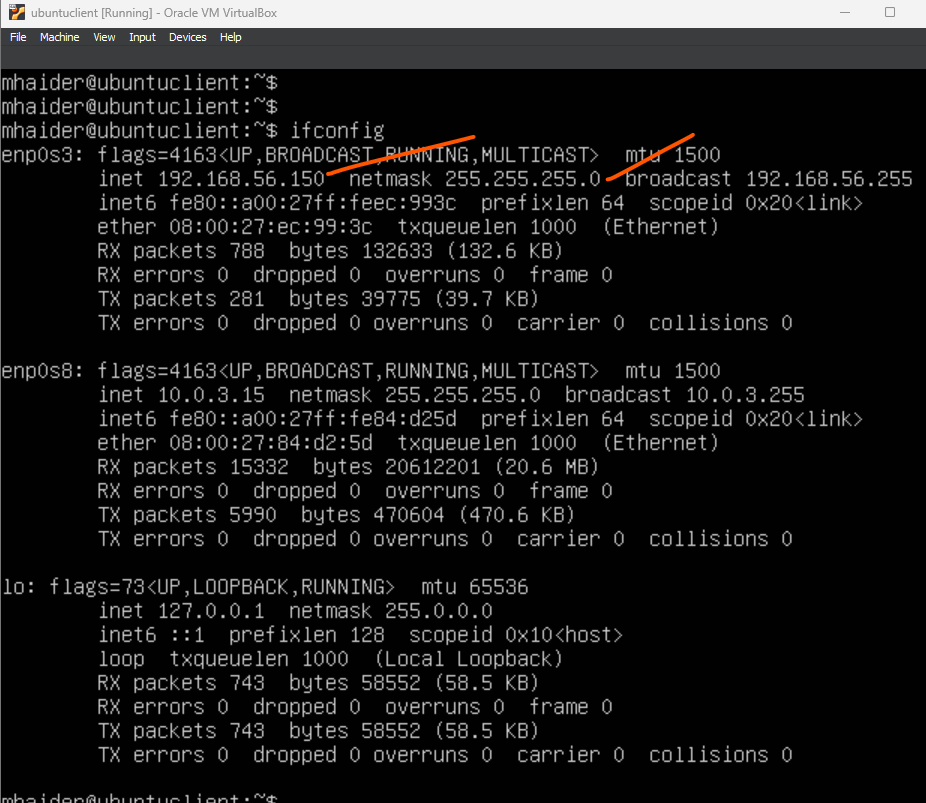 ubuntuclient [Running] - Oracle VM VirtualBox
File Machine View Input Devices Help
mhaider@ubuntuclient:~$
mhaider@ubuntuclient:~$
mhaider@ubuntuclient:~$ ifconfig
enp0s3: flags=4163<UP,BROADCAST,RUNNING,MULTICAST>  mtu 1500
        inet 192.168.56.150  netmask 255.255.255.0  broadcast 192.168.56.255
        inet6 fe80::a00:27ff:feec:993c  prefixlen 64  scopeid 0x20<link>
        ether 08:00:27:ec:99:3c  txqueuelen 1000  (Ethernet)
        RX packets 788  bytes 132633 (132.6 KB)
        RX errors 0  dropped 0  overruns 0  frame 0
        TX packets 281  bytes 39775 (39.7 KB)
        TX errors 0  dropped 0 overruns 0  carrier 0  collisions 0
enp0s8: flags=4163<UP,BROADCAST,RUNNING,MULTICAST>  mtu 1500
        inet 10.0.3.15  netmask 255.255.255.0  broadcast 10.0.3.255
        inet6 fe80::a00:27ff:fe84:d25d  prefixlen 64  scopeid 0x20<link>
        ether 08:00:27:84:d2:5d  txqueuelen 1000  (Ethernet)
        RX packets 15332  bytes 20612201 (20.6 MB)
        RX errors 0  dropped 0  overruns 0  frame 0
        TX packets 5990  bytes 470604 (470.6 KB)
        TX errors 0  dropped 0 overruns 0  carrier 0  collisions 0
lo: flags=73<UP,LOOPBACK,RUNNING>  mtu 65536
        inet 127.0.0.1  netmask 255.0.0.0
        inet6 ::1  prefixlen 128  scopeid 0x10<host>
        loop  txqueuelen 1000  (Local Loopback)
        RX packets 743  bytes 58552 (58.5 KB)
        RX errors 0  dropped 0  overruns 0  frame 0
        TX packets 743  bytes 58552 (58.5 KB)
        TX errors 0  dropped 0 overruns 0  carrier 0  collisions 0
mhaider@ubuntuclient:~$